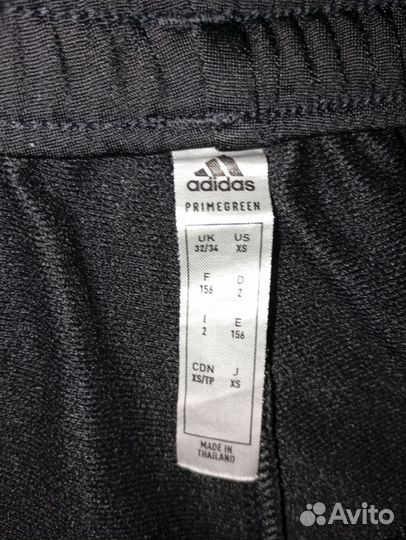 adidas
PRIMEGREEN
UK US
32/34 XS
F D
156 2
I E
2 156
CDN J
XS/TP XS
MADE IN
THAILAND
Avito